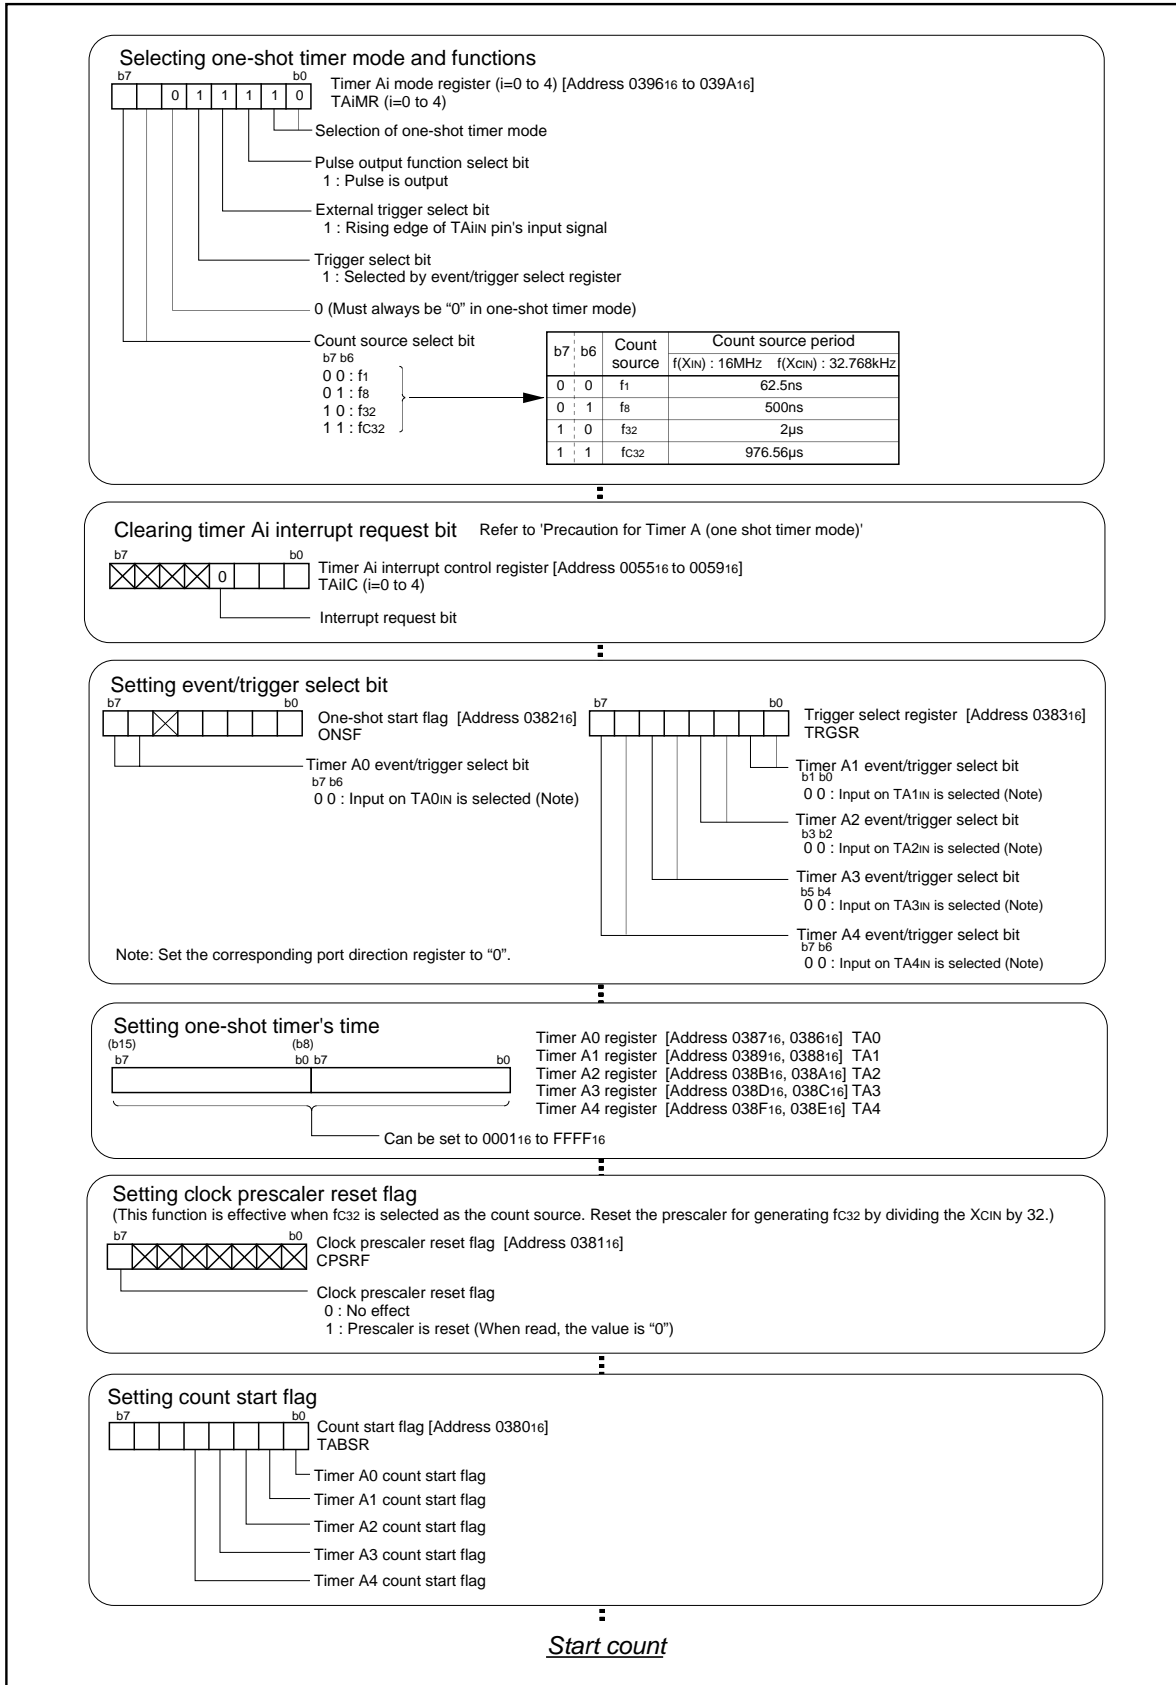 Selecting one-shot timer mode and functions
b7 b0
0 1 1 1 1 0
Timer Ai mode register (i=0 to 4) [Address 039616 to 039A16]
TAiMR (i=0 to 4)
Selection of one-shot timer mode
Pulse output function select bit
1 : Pulse is output
External trigger select bit
1 : Rising edge of TAiIN pin's input signal
Trigger select bit
1 : Selected by event/trigger select register
0 (Must always be “0” in one-shot timer mode)
Count source select bit
b7 b6
0 0 : f1
0 1 : f8
1 0 : f32
1 1 : fC32
b7 b6 Count source Count source period
f(XIN) : 16MHz f(XCIN) : 32.768kHz
0 0 f1 62.5ns
0 1 f8 500ns
1 0 f32 2µs
1 1 fC32 976.56µs
Clearing timer Ai interrupt request bit Refer to 'Precaution for Timer A (one shot timer mode)'
b7 b0
0
Timer Ai interrupt control register [Address 005516 to 005916]
TAiIC (i=0 to 4)
Interrupt request bit
Setting event/trigger select bit
b7 b0
One-shot start flag [Address 038216]
ONSF
Timer A0 event/trigger select bit
b7 b6
0 0 : Input on TA0IN is selected (Note)
b7 b0
Trigger select register [Address 038316]
TRGSR
Timer A1 event/trigger select bit
b1 b0
0 0 : Input on TA1IN is selected (Note)
Timer A2 event/trigger select bit
b3 b2
0 0 : Input on TA2IN is selected (Note)
Timer A3 event/trigger select bit
b5 b4
0 0 : Input on TA3IN is selected (Note)
Timer A4 event/trigger select bit
b7 b6
0 0 : Input on TA4IN is selected (Note)
Note: Set the corresponding port direction register to “0”.
Setting one-shot timer's time
(b15) (b8)
b7 b0 b7 b0
Timer A0 register [Address 038716, 038616] TA0
Timer A1 register [Address 038916, 038816] TA1
Timer A2 register [Address 038B16, 038A16] TA2
Timer A3 register [Address 038D16, 038C16] TA3
Timer A4 register [Address 038F16, 038E16] TA4
Can be set to 000116 to FFFF16
Setting clock prescaler reset flag
(This function is effective when fC32 is selected as the count source. Reset the prescaler for generating fC32 by dividing the XCIN by 32.)
b7 b0
Clock prescaler reset flag [Address 038116]
CPSRF
Clock prescaler reset flag
0 : No effect
1 : Prescaler is reset (When read, the value is “0”)
Setting count start flag
b7 b0
Count start flag [Address 038016]
TABSR
Timer A0 count start flag
Timer A1 count start flag
Timer A2 count start flag
Timer A3 count start flag
Timer A4 count start flag
Start count